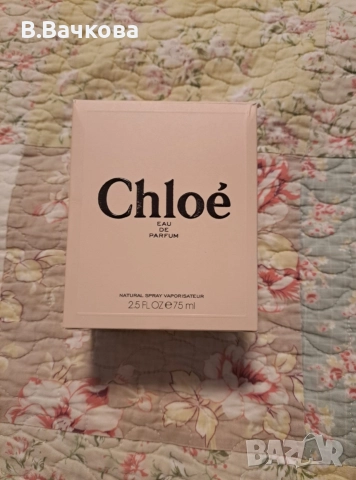 В.Вачкова
Chloé
EAU
DE
PARFUM
NATURAL SPRAY VAPORISATEUR
2.5 FL OZ e 75 ml
BAZAR